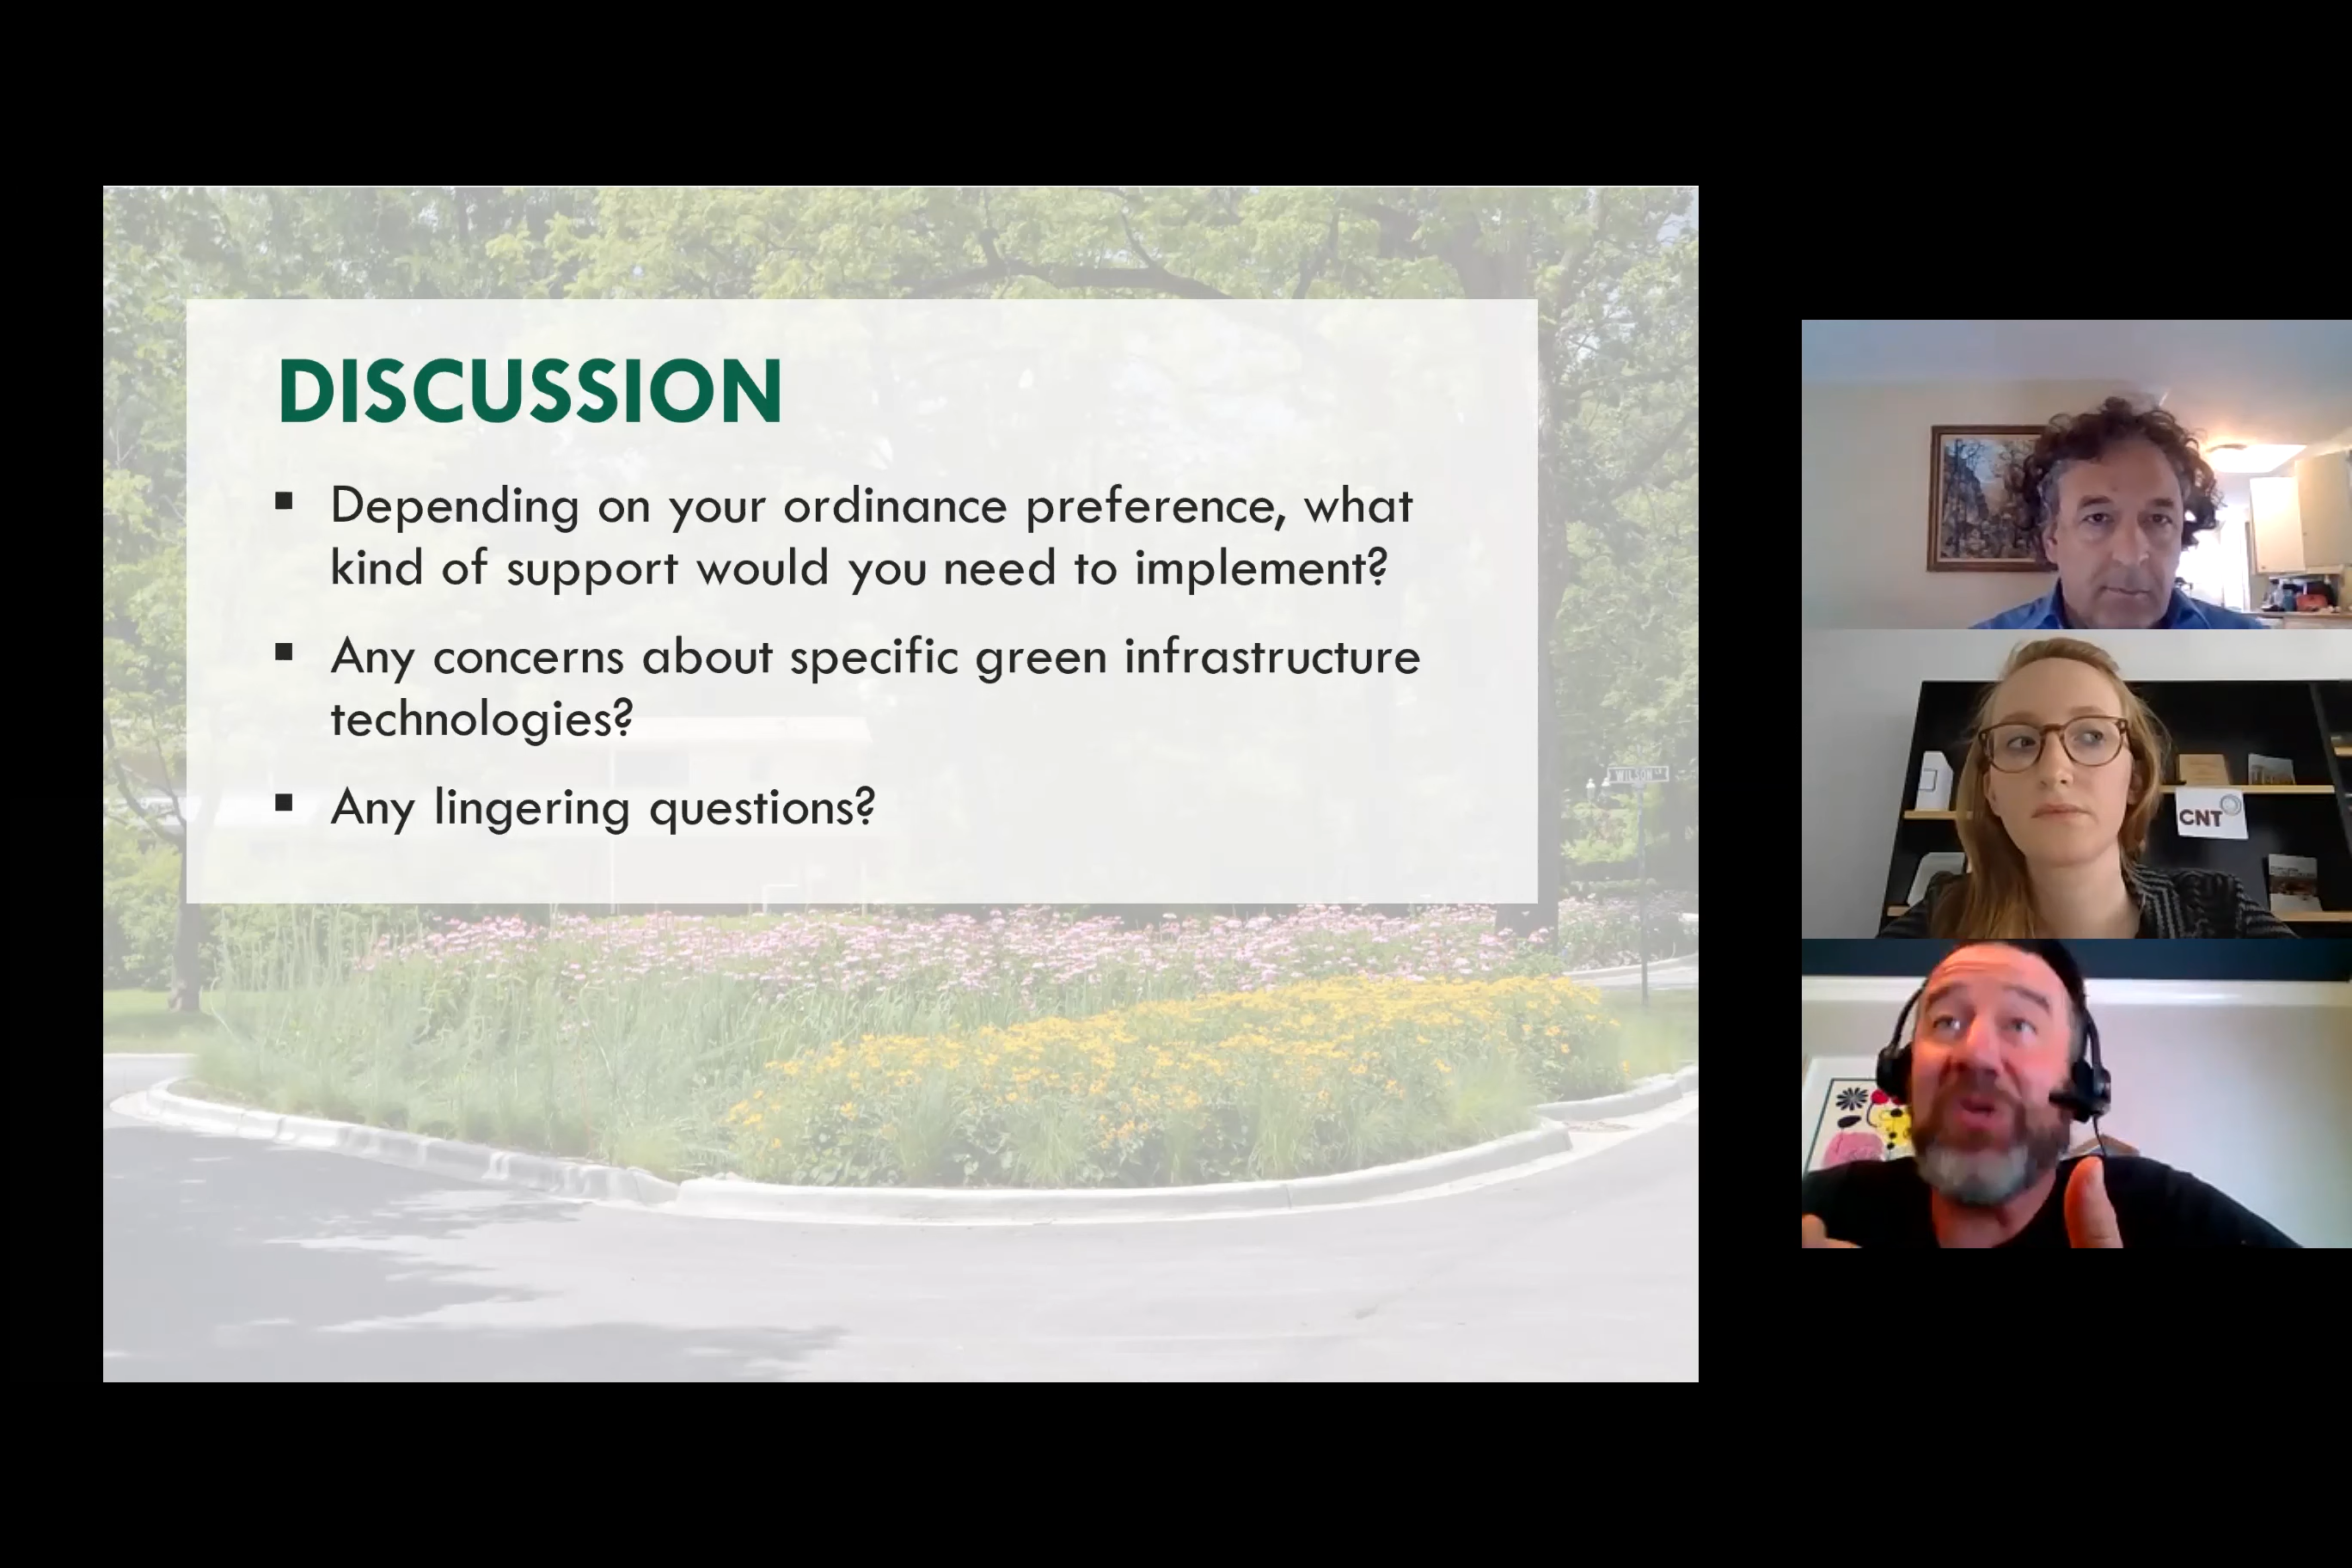 DISCUSSION
▪ Depending on your ordinance preference, what
kind of support would you need to implement?
▪ Any concerns about specific green infrastructure
technologies?
▪ Any lingering questions?
WILSON
CNT